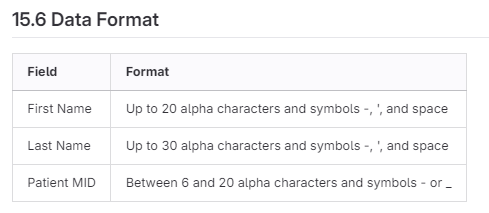 15.6 Data Format
Field Format
First Name Up to 20 alpha characters and symbols -, ', and space
Last Name Up to 30 alpha characters and symbols -, ', and space
Patient MID Between 6 and 20 alpha characters and symbols - or _